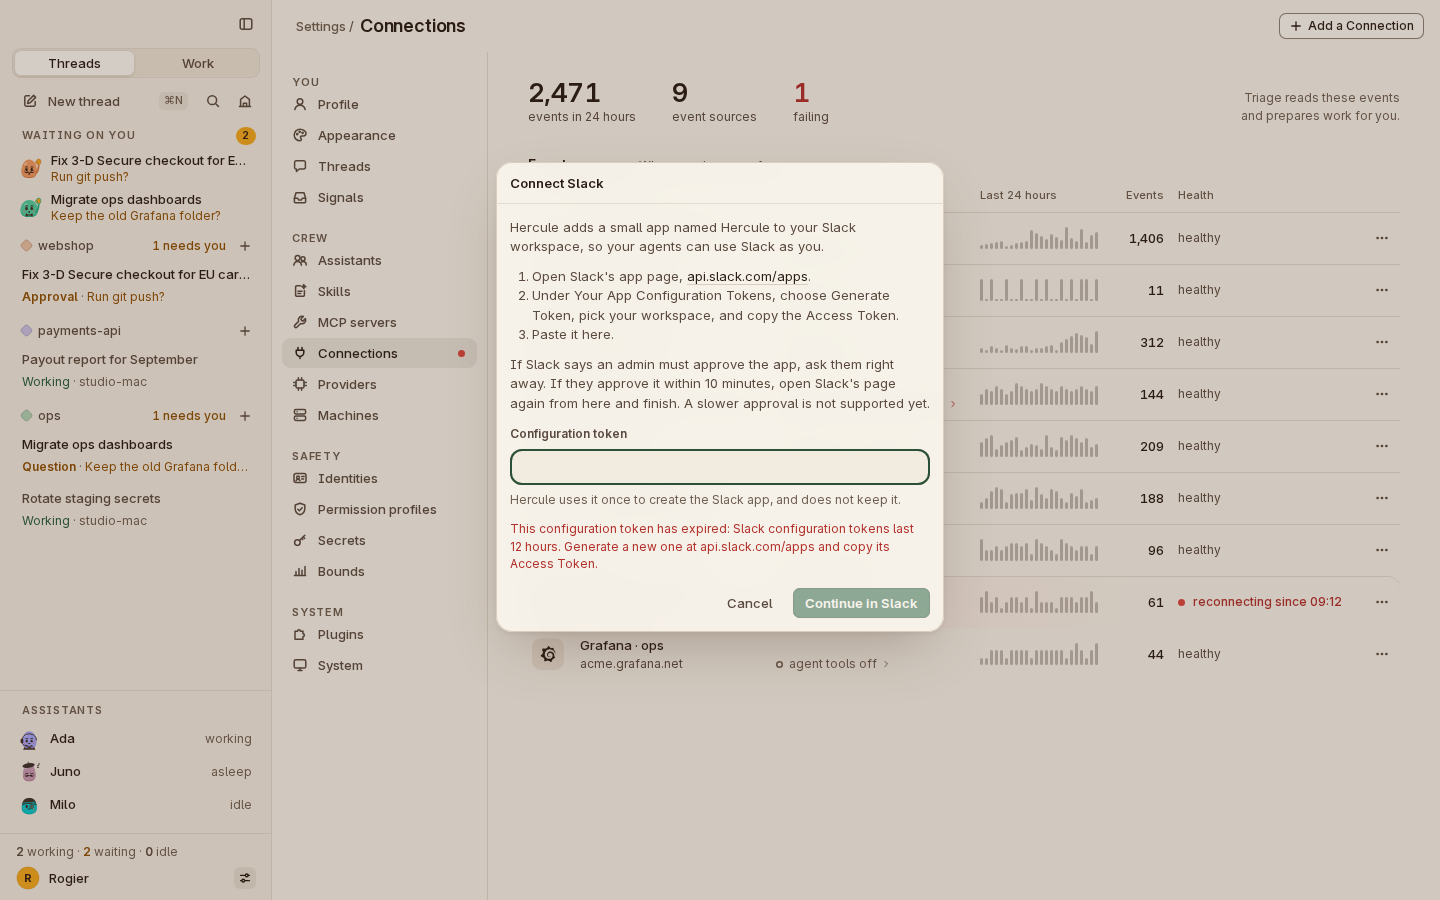 Threads
Work
New thread
⌘N
WAITING ON YOU
2
Fix 3-D Secure checkout for E...
Run git push?
Migrate ops dashboards
Keep the old Grafana folder?
webshop
1 needs you
Fix 3-D Secure checkout for EU car...
Approval · Run git push?
payments-api
Payout report for September
Working · studio-mac
ops
1 needs you
Migrate ops dashboards
Question · Keep the old Grafana fold...
Rotate staging secrets
Working · studio-mac
ASSISTANTS
Ada
working
Juno
asleep
Milo
idle
2 working · 2 waiting · 0 idle
R
Rogier
Settings / Connections
Add a Connection
YOU
Profile
Appearance
Threads
Signals
CREW
Assistants
Skills
MCP servers
Connections
Providers
Machines
SAFETY
Identities
Permission profiles
Secrets
Bounds
SYSTEM
Plugins
System
2,471
events in 24 hours
9
event sources
1
failing
Triage reads these events
and prepares work for you.
Last 24 hours
Events
Health
1,406
healthy
11
healthy
312
healthy
144
healthy
209
healthy
188
healthy
96
healthy
61
reconnecting since 09:12
Grafana · ops
acme.grafana.net
agent tools off
44
healthy
Connect Slack
Hercule adds a small app named Hercule to your Slack
workspace, so your agents can use Slack as you.
1. Open Slack's app page, api.slack.com/apps.
2. Under Your App Configuration Tokens, choose Generate
Token, pick your workspace, and copy the Access Token.
3. Paste it here.
If Slack says an admin must approve the app, ask them right
away. If they approve it within 10 minutes, open Slack's page
again from here and finish. A slower approval is not supported yet.
Configuration token
Hercule uses it once to create the Slack app, and does not keep it.
This configuration token has expired: Slack configuration tokens last
12 hours. Generate a new one at api.slack.com/apps and copy its
Access Token.
Cancel
Continue in Slack